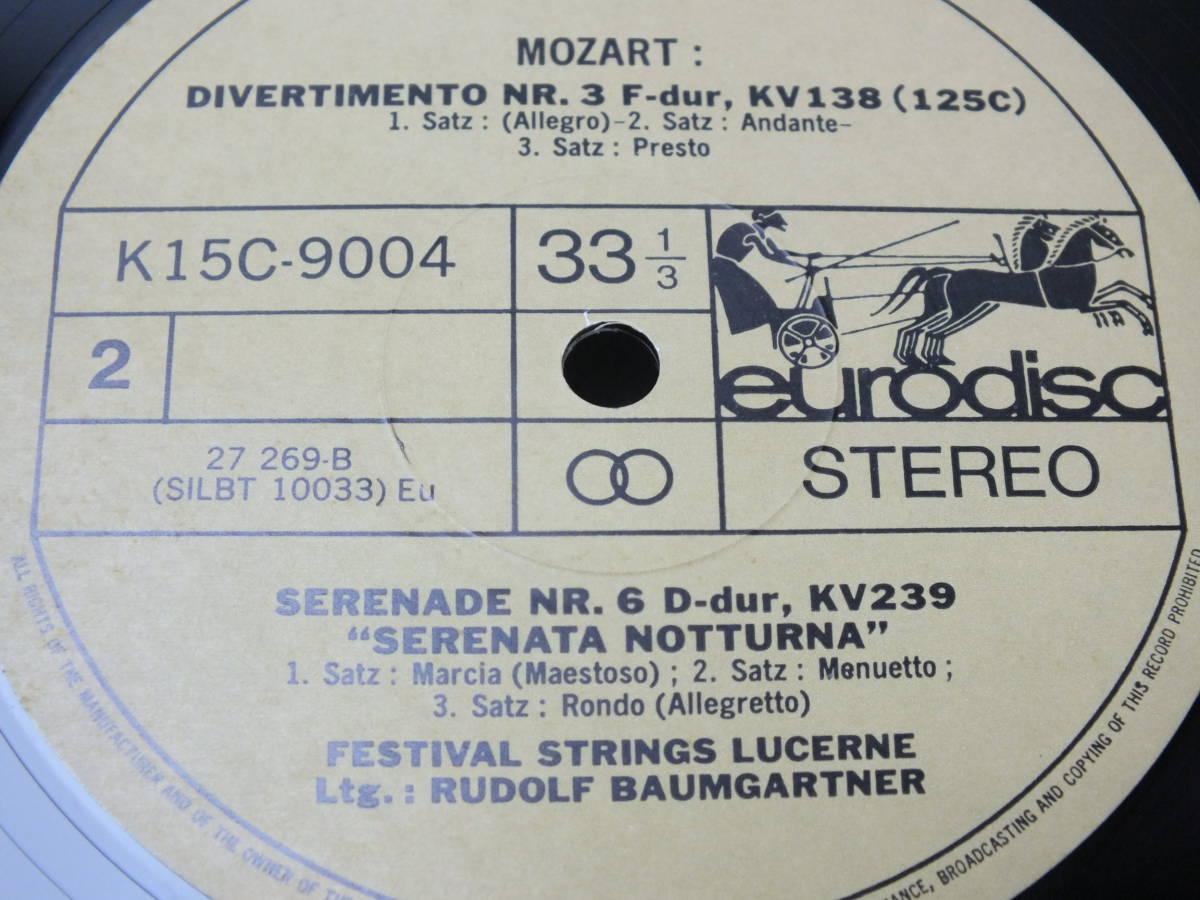 MOZART :
DIVERTIMENTO NR. 3 F-dur, KV138 (125C)
1. Satz : (Allegro)-2. Satz : Andante-
3. Satz : Presto
K15C-9004
33 1/3
2
eurodisc
27 269-B
(SILBT 10033) Eu
STEREO
SERENADE NR. 6 D-dur, KV239
"SERENATA NOTTURNA"
1. Satz : Marcia (Maestoso) ; 2. Satz : Menuetto ;
3. Satz : Rondo (Allegretto)
FESTIVAL STRINGS LUCERNE
Ltg. : RUDOLF BAUMGARTNER
ALL RIGHTS OF THE MANUFACTURER AND OF THE OWNER OF THE
ANCE, BROADCASTING AND COPYING OF THIS RECORD PROHIBITED